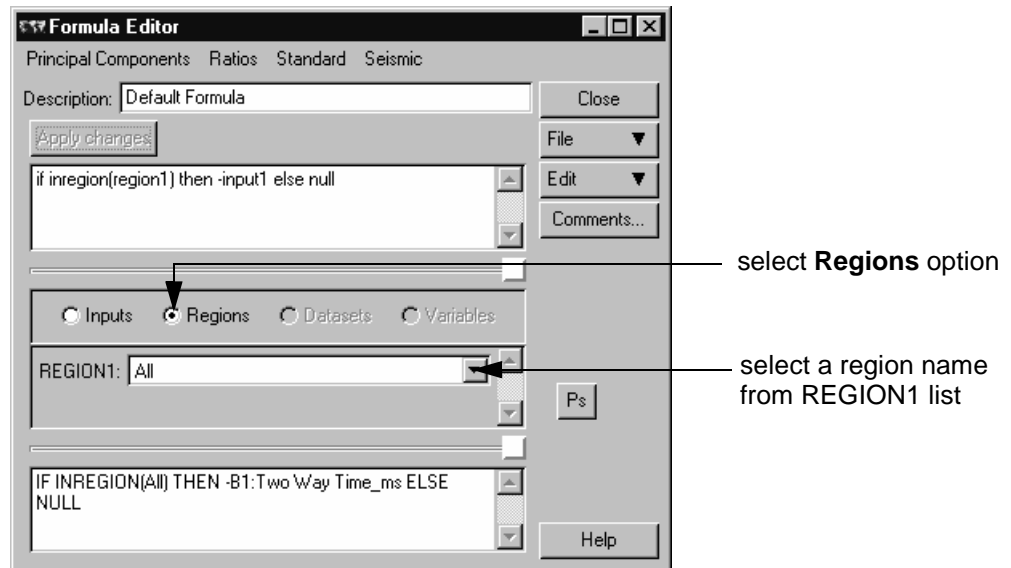 Formula Editor
Principal Components Ratios Standard Seismic
Description: Default Formula
Close
Apply changes
File
if inregion(region1) then -input1 else null
Edit
Comments...
select Regions option
Inputs Regions Datasets Variables
REGION1: All
select a region name
from REGION1 list
Ps
IF INREGION(All) THEN -B1:Two Way Time_ms ELSE
NULL
Help